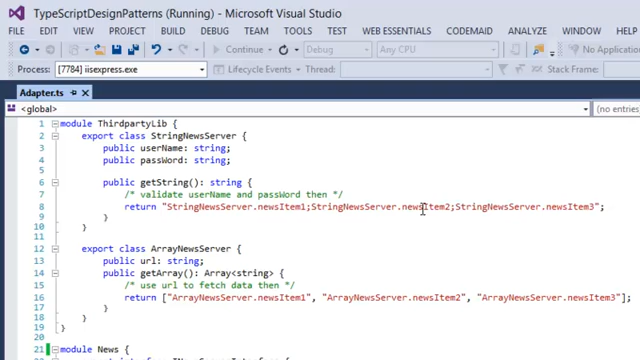 TypeScriptDesignPatterns (Running) - Microsoft Visual Studio
FILE EDIT VIEW PROJECT BUILD DEBUG TEAM TOOLS TEST WEB ESSENTIALS CODEMAID ANALYZE WINDOW
Continue Debug Any CPU No Application
Process: [7784] iisexpress.exe Lifecycle Events Thread: Stack Frame:
Adapter.ts
<global> (no entries)
1 module ThirdpartyLib {
2 export class StringNewsServer {
3 public userName: string;
4 public passWord: string;
5
6 public getString(): string {
7 /* validate userName and passWord then */
8 return "StringNewsServer.newsItem1;StringNewsServer.newsItem2;StringNewsServer.newsItem3";
9 }
10 }
11
12 export class ArrayNewsServer {
13 public url: string;
14 public getArray(): Array<string> {
15 /* use url to fetch data then */
16 return ["ArrayNewsServer.newsItem1", "ArrayNewsServer.newsItem2", "ArrayNewsServer.newsItem3"];
17 }
18 }
19 }
20
21 module News {